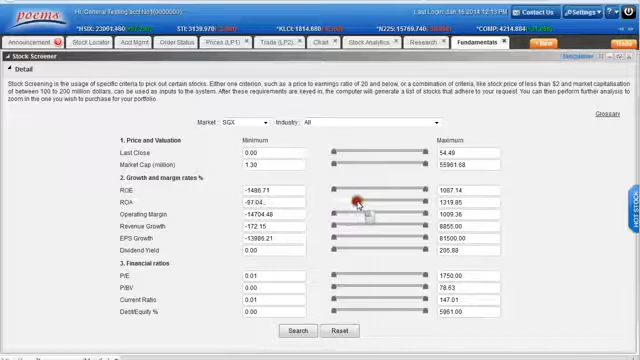 poems
Hi, General Testing acct No1(0000000)
Last Login: Jan 16 2014 12:13 PM
Contact Us
Settings
?
*HSIX: 23001.860
STI: 3139.970
*KLCI: 1814.680
*N225: 15769.740
*COMP: 4214.884
Announcement
Stock Locator
Acct Mgmt
Order Status
Prices (LP1)
Trade (LP2)
Chart
Stock Analytics
Research
Fundamentals
+ New
Trade
Stock Screener
Detail
Stock Screening is the usage of specific criteria to pick out certain stocks. Either one criterion, such as a price to earnings ratio of 20 and below, or a combination of criteria, like stock price of less than $2 and market capitalisation
of between 100 to 200 million dollars, can be used as inputs to the system. After these requirements are keyed in, the computer will generate a list of stocks that adhere to your request. You can then perform further analysis to
zoom in the one you wish to purchase for your portfolio.
Glossary
Market : SGX Industry: All
1. Price and Valuation Minimum Maximum
Last Close 0.00 54.49
Market Cap (million) 1.30 55961.68
2. Growth and margin rates %
ROE -1486.71 1087.14
ROA -97.04 1319.85
Operating Margin -14704.48 1009.36
Revenue Growth -172.15 8855.00
EPS Growth -13986.21 81500.00
Dividend Yield 0.00 205.88
3. Financial ratios
P/E 0.01 1750.00
P/BV 0.00 78.63
Current Ratio 0.01 147.01
Debt/Equity % 0.00 5961.00
Search Reset
HOT STOCK